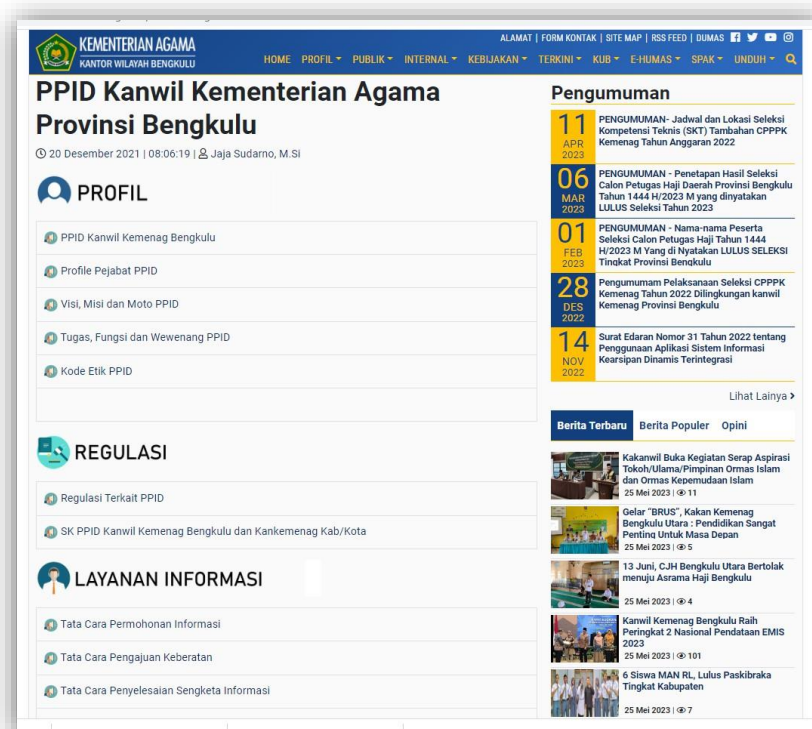 KEMENTERIAN AGAMA
KANTOR WILAYAH BENGKULU
ALAMAT | FORM KONTAK | SITE MAP | RSS FEED | DUMAS
HOME PROFIL PUBLIK INTERNAL KEBIJAKAN TERKINI KUB E-HUMAS SPAK UNDUH
PPID Kanwil Kementerian Agama
Provinsi Bengkulu
20 Desember 2021 | 08:06:19 | Jaja Sudarno, M.Si
PROFIL
PPID Kanwil Kemenag Bengkulu
Profile Pejabat PPID
Visi, Misi dan Moto PPID
Tugas, Fungsi dan Wewenang PPID
Kode Etik PPID
REGULASI
Regulasi Terkait PPID
SK PPID Kanwil Kemenag Bengkulu dan Kankemenag Kab/Kota
LAYANAN INFORMASI
Tata Cara Permohonan Informasi
Tata Cara Pengajuan Keberatan
Tata Cara Penyelesaian Sengketa Informasi
Pengumuman
11
APR
2023
PENGUMUMAN- Jadwal dan Lokasi Seleksi
Kompetensi Teknis (SKT) Tambahan CPPPK
Kemenag Tahun Anggaran 2022
06
MAR
2023
PENGUMUMAN - Penetapan Hasil Seleksi
Calon Petugas Haji Daerah Provinsi Bengkulu
Tahun 1444 H/2023 M yang dinyatakan
LULUS Seleksi Tahun 2023
01
FEB
2023
PENGUMUMAN - Nama-nama Peserta
Seleksi Calon Petugas Haji Tahun 1444
H/2023 M Yang di Nyatakan LULUS SELEKSI
Tingkat Provinsi Bengkulu
28
DES
2022
Pengumumam Pelaksanaan Seleksi CPPPK
Kemenag Tahun 2022 Dilingkungan kanwil
Kemenag Provinsi Bengkulu
14
NOV
2022
Surat Edaran Nomor 31 Tahun 2022 tentang
Penggunaan Aplikasi Sistem Informasi
Kearsipan Dinamis Terintegrasi
Lihat Lainya
Berita Terbaru Berita Populer Opini
Kakanwil Buka Kegiatan Serap Aspirasi
Tokoh/Ulama/Pimpinan Ormas Islam
dan Ormas Kepemudaan Islam
25 Mei 2023 | 11
Gelar "BRUS", Kakan Kemenag
Bengkulu Utara : Pendidikan Sangat
Penting Untuk Masa Depan
25 Mei 2023 | 5
13 Juni, CJH Bengkulu Utara Bertolak
menuju Asrama Haji Bengkulu
25 Mei 2023 | 4
Kanwil Kemenag Bengkulu Raih
Peringkat 2 Nasional Pendataan EMIS
2023
25 Mei 2023 | 101
6 Siswa MAN RL, Lulus Paskibraka
Tingkat Kabupaten
25 Mei 2023 | 7